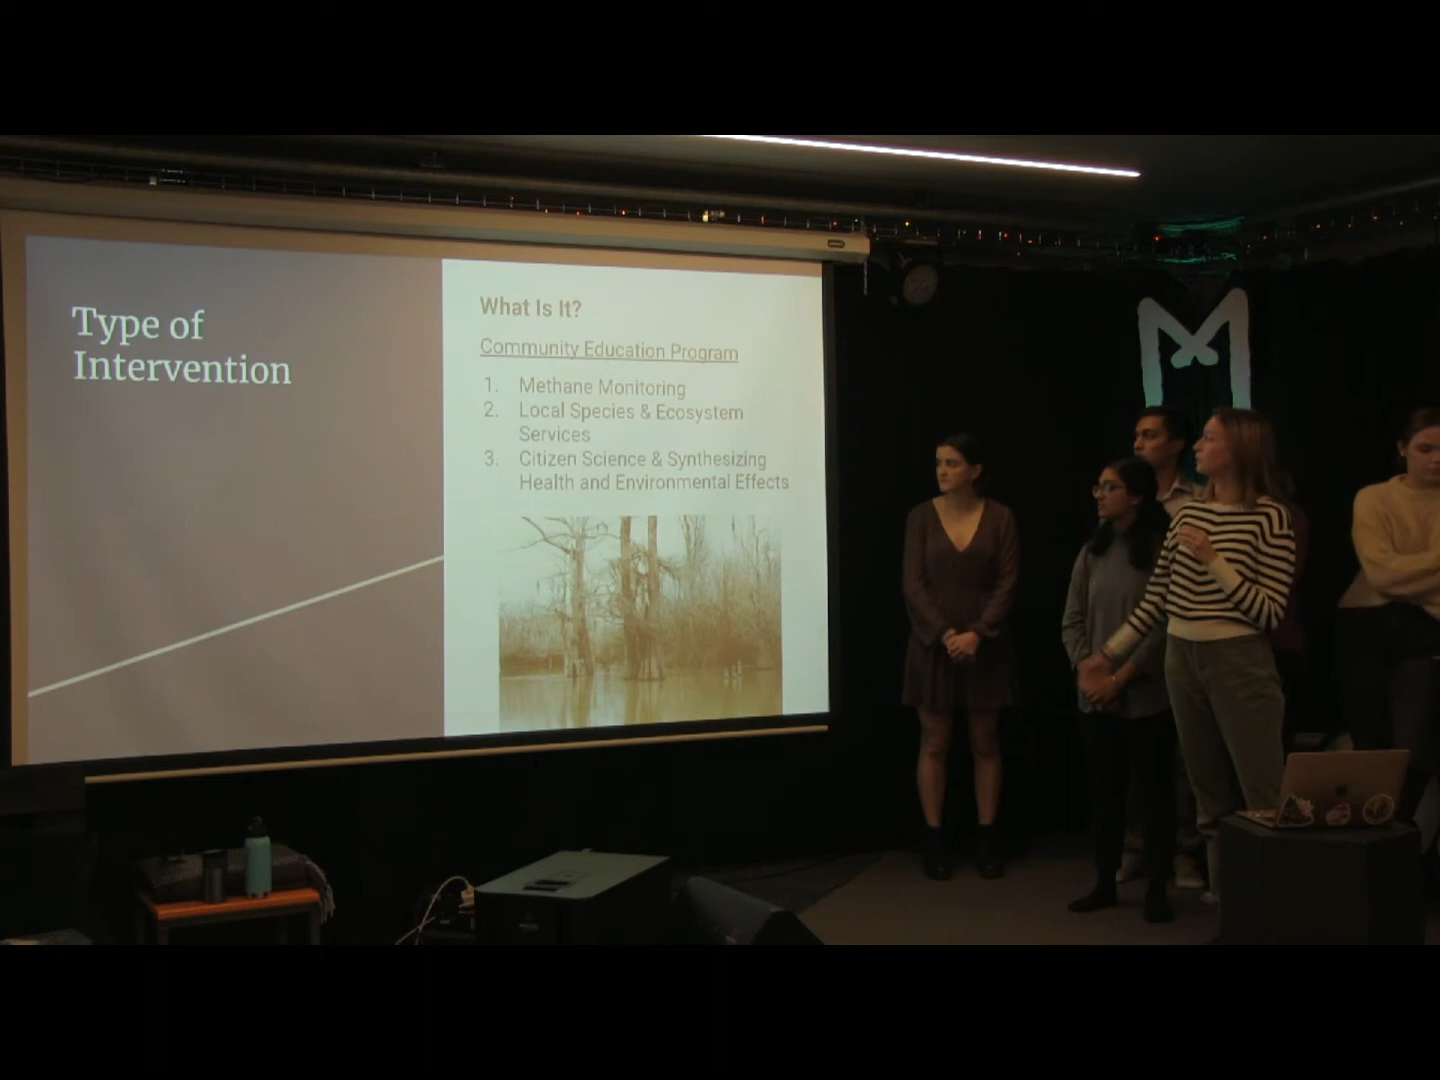 Type of
Intervention
What Is It?
Community Education Program
1. Methane Monitoring
2. Local Species & Ecosystem
Services
3. Citizen Science & Synthesizing
Health and Environmental Effects
M